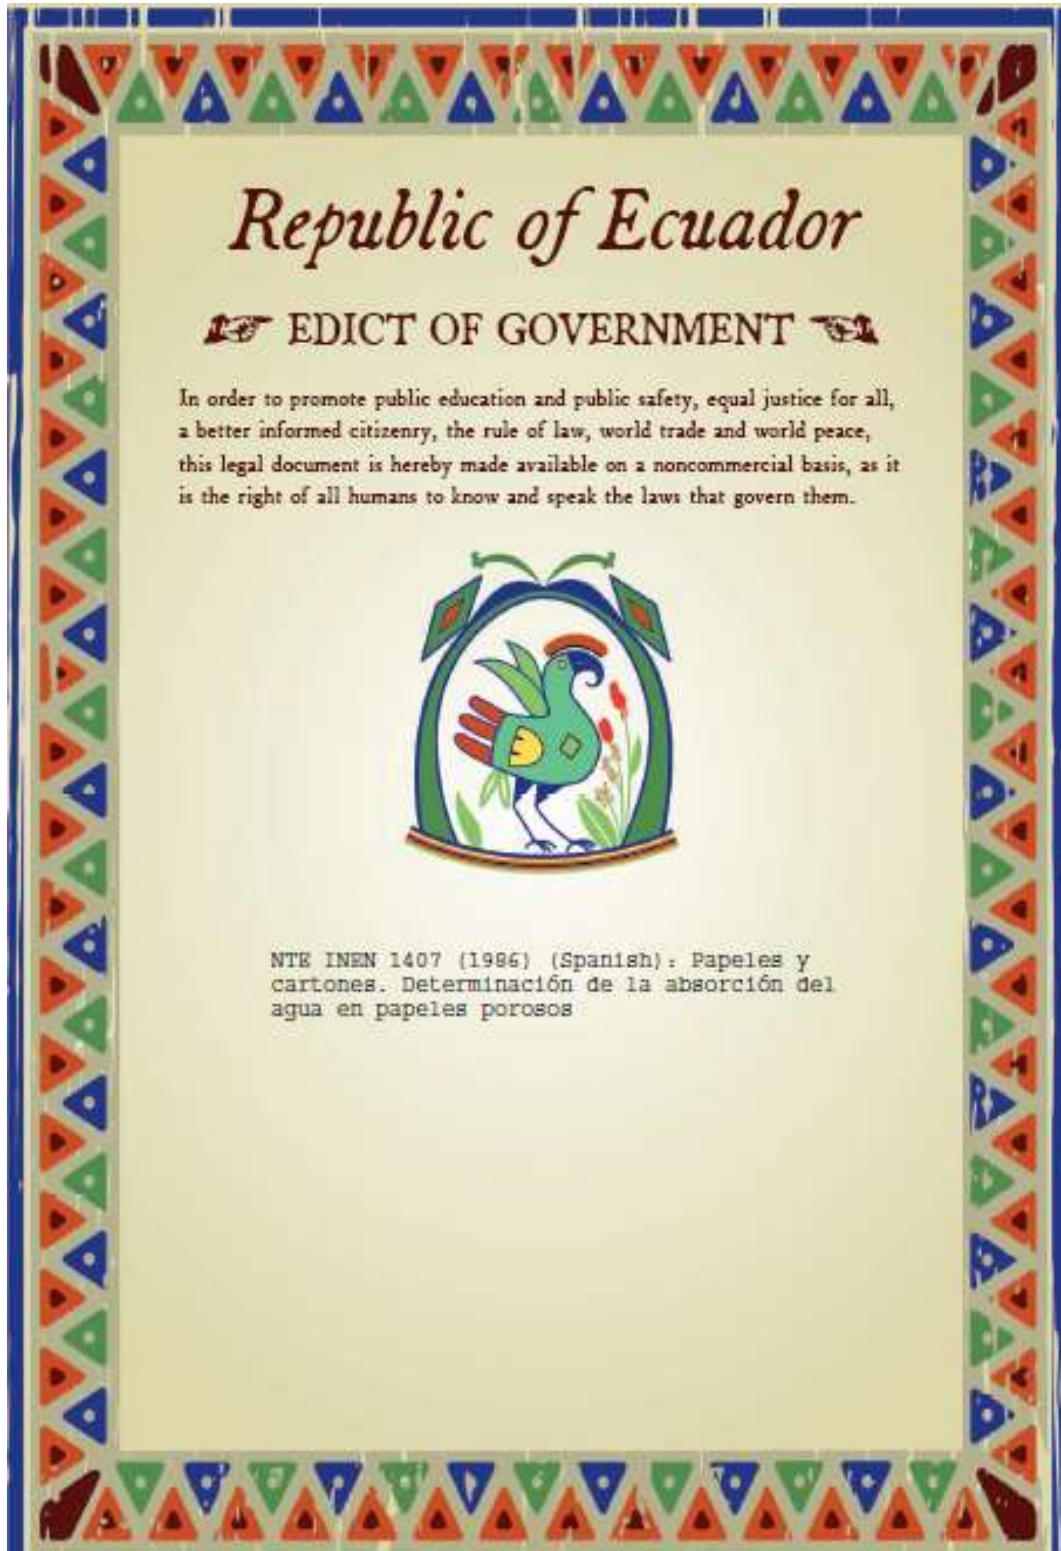 Republic of Ecuador
EDICT OF GOVERNMENT
In order to promote public education and public safety, equal justice for all,
a better informed citizenry, the rule of law, world trade and world peace,
this legal document is hereby made available on a noncommercial basis, as it
is the right of all humans to know and speak the laws that govern them.
NTE INEN 1407 (1986) (Spanish): Papeles y
cartones. Determinación de la absorción del
agua en papeles porosos